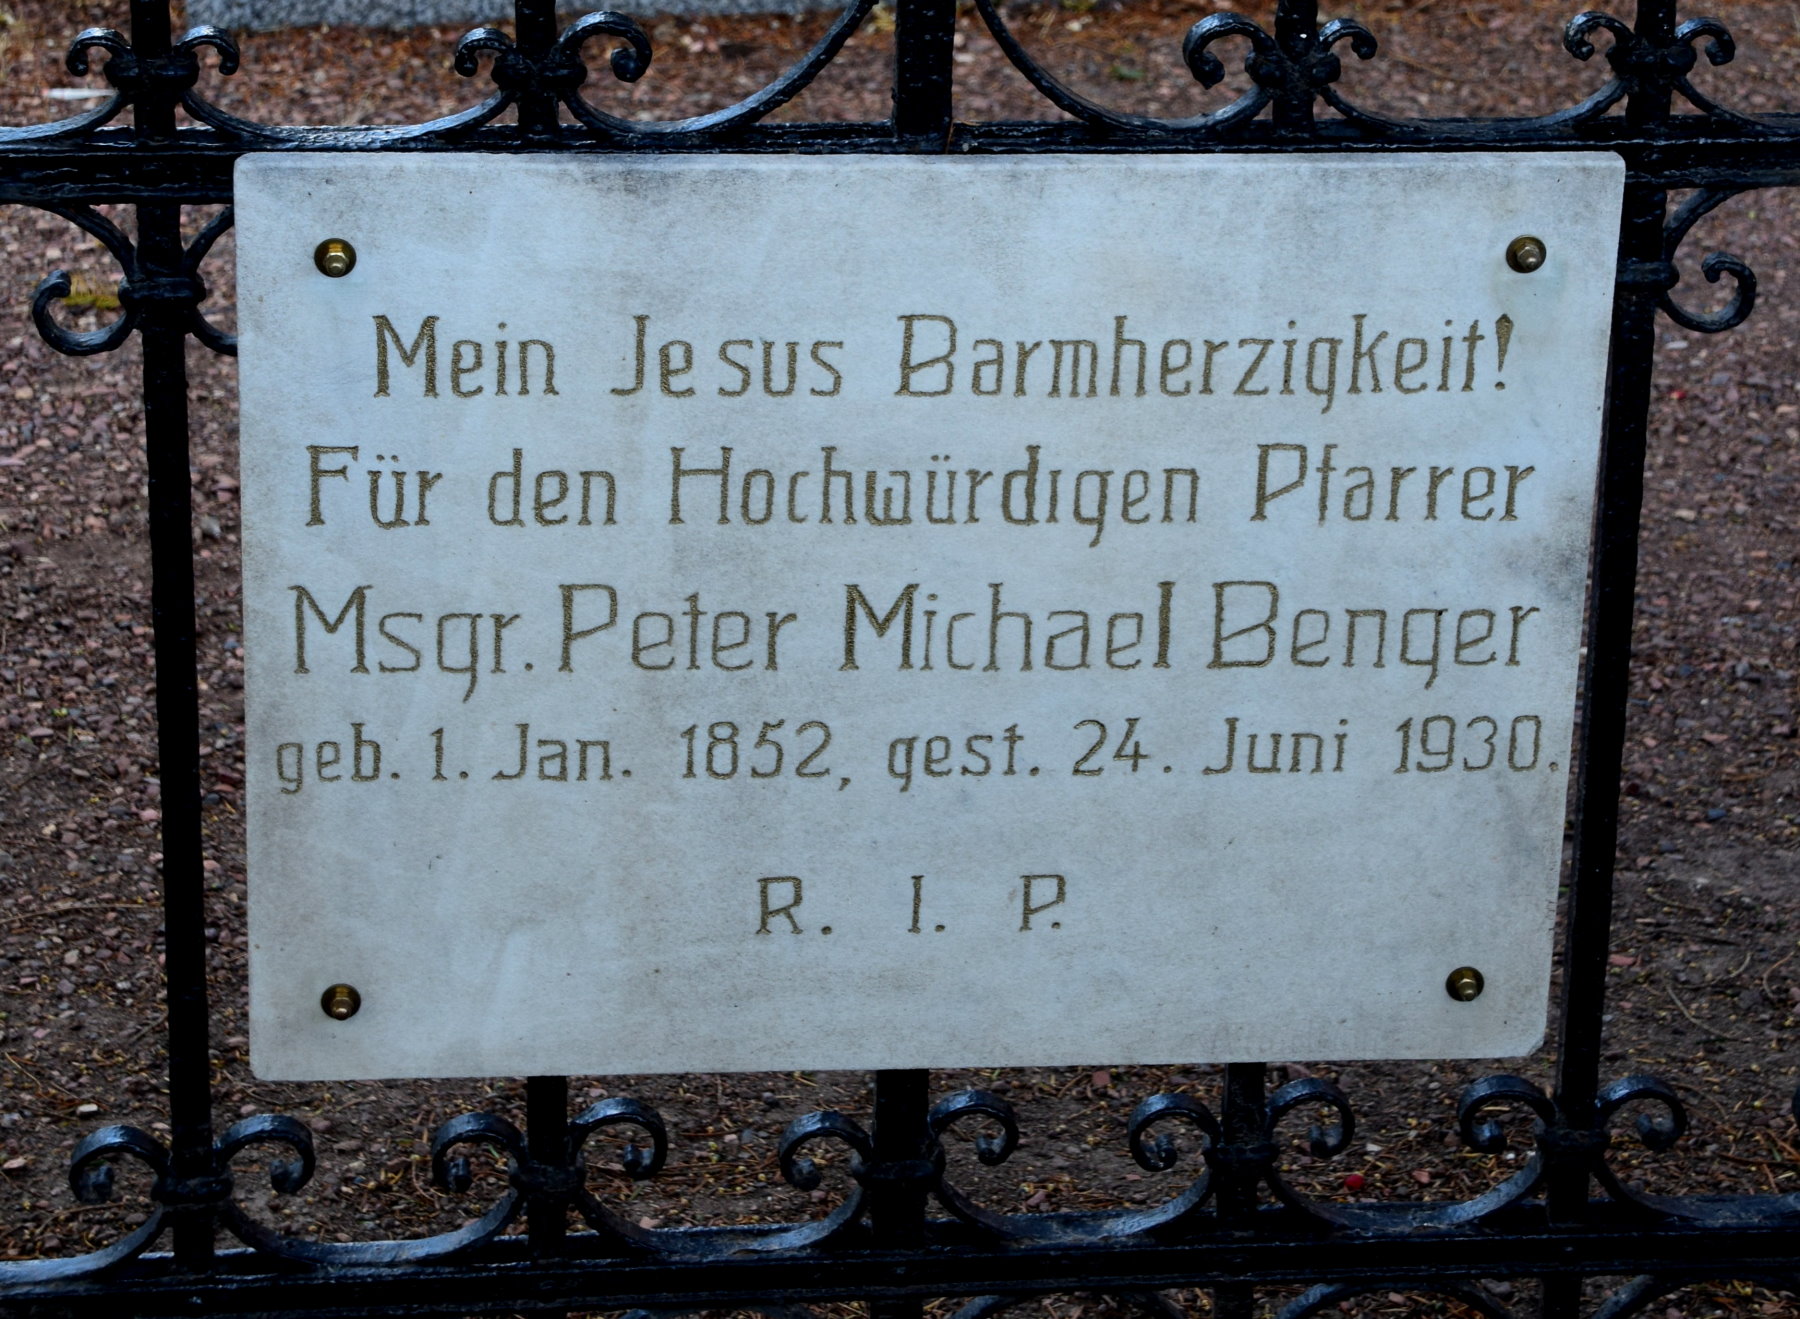 Mein Jesus Barmherzigkeit!
Für den Hochwürdigen Pfarrer
Msgr. Peter Michael Benger
geb. 1. Jan. 1852, gest. 24. Juni 1930.
R. I. P.